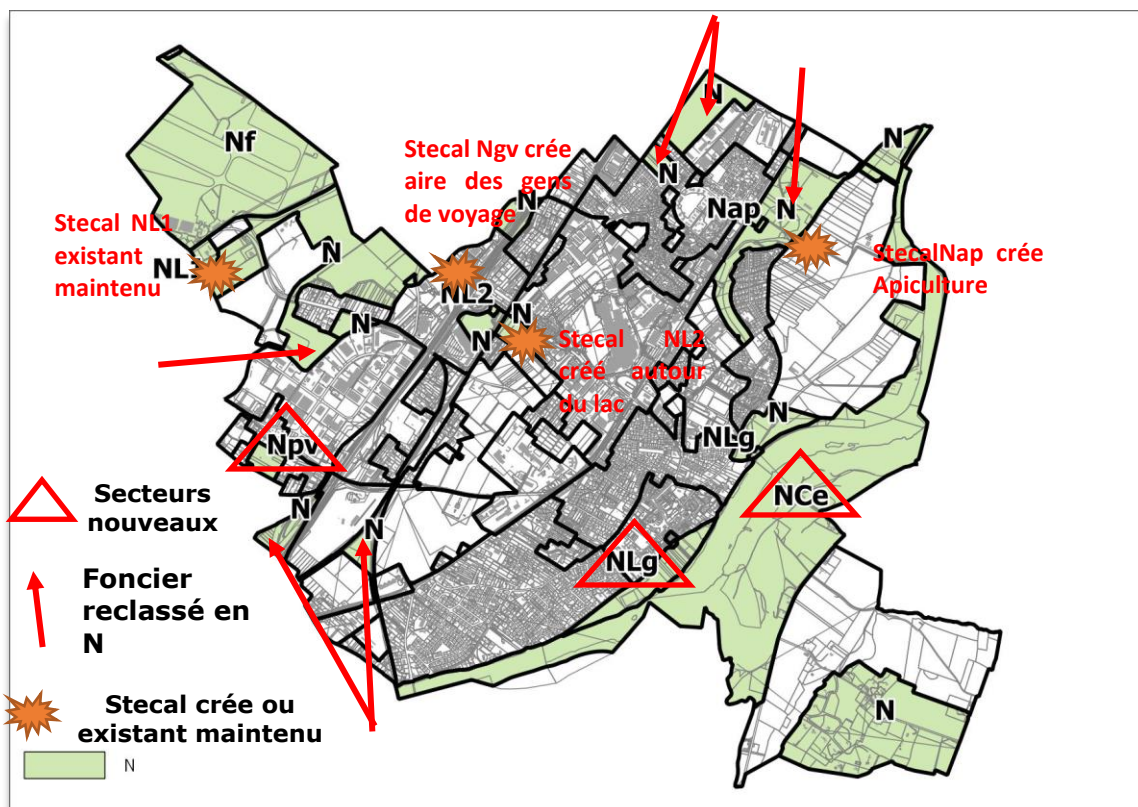 N
N
Nf
Stecal Ngv crée
aire des gens
de voyage
N
N
Nap
N
Stecal NL1
existant
maintenu
N
StecalNap crée
Apiculture
NL
NL2
N
N
N
Stecal NL2
créé autour
du lac
N
Npv
NLg
NCe
Secteurs
nouveaux
N
N
NLg
Foncier
reclassé en
N
N
Stecal crée ou
existant maintenu
N